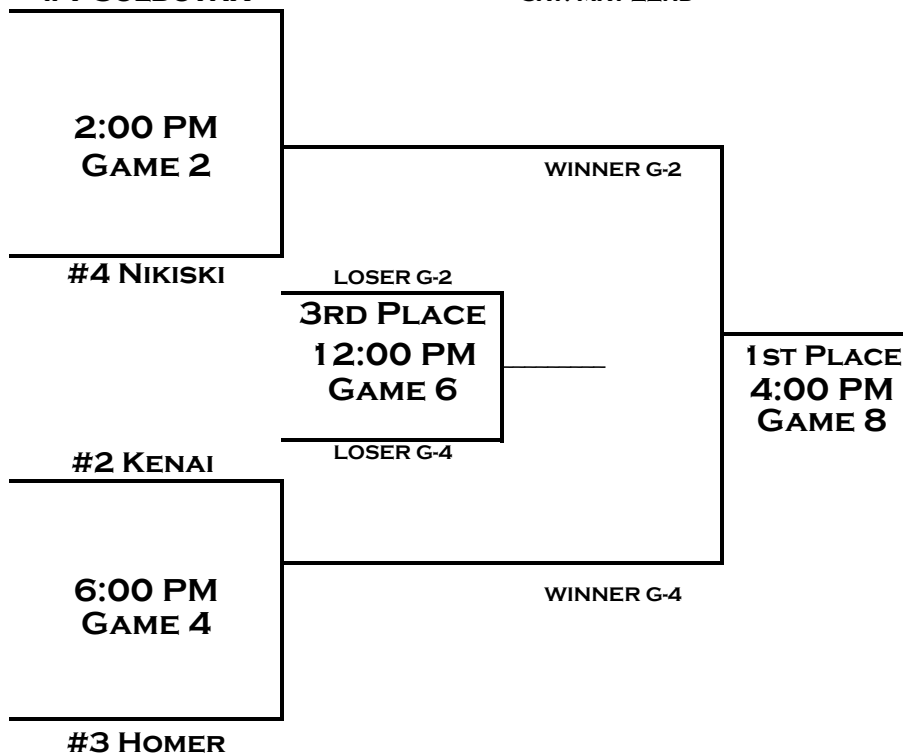 2:00 PM
GAME 2
WINNER G-2
#4 NIKISKI
LOSER G-2
3RD PLACE
12:00 PM
GAME 6
1ST PLACE
4:00 PM
GAME 8
LOSER G-4
#2 KENAI
6:00 PM
GAME 4
WINNER G-4
#3 HOMER